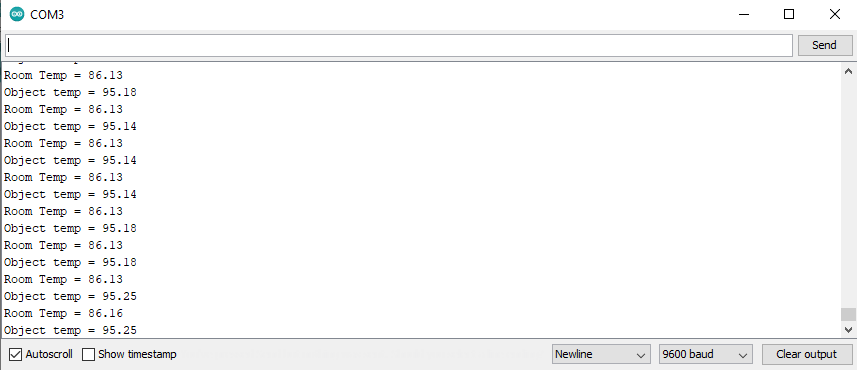 COM3
Send
Room Temp = 86.13
Object temp = 95.18
Room Temp = 86.13
Object temp = 95.14
Room Temp = 86.13
Object temp = 95.14
Room Temp = 86.13
Object temp = 95.14
Room Temp = 86.13
Object temp = 95.18
Room Temp = 86.13
Object temp = 95.18
Room Temp = 86.13
Object temp = 95.25
Room Temp = 86.16
Object temp = 95.25
Autoscroll Show timestamp Newline 9600 baud Clear output